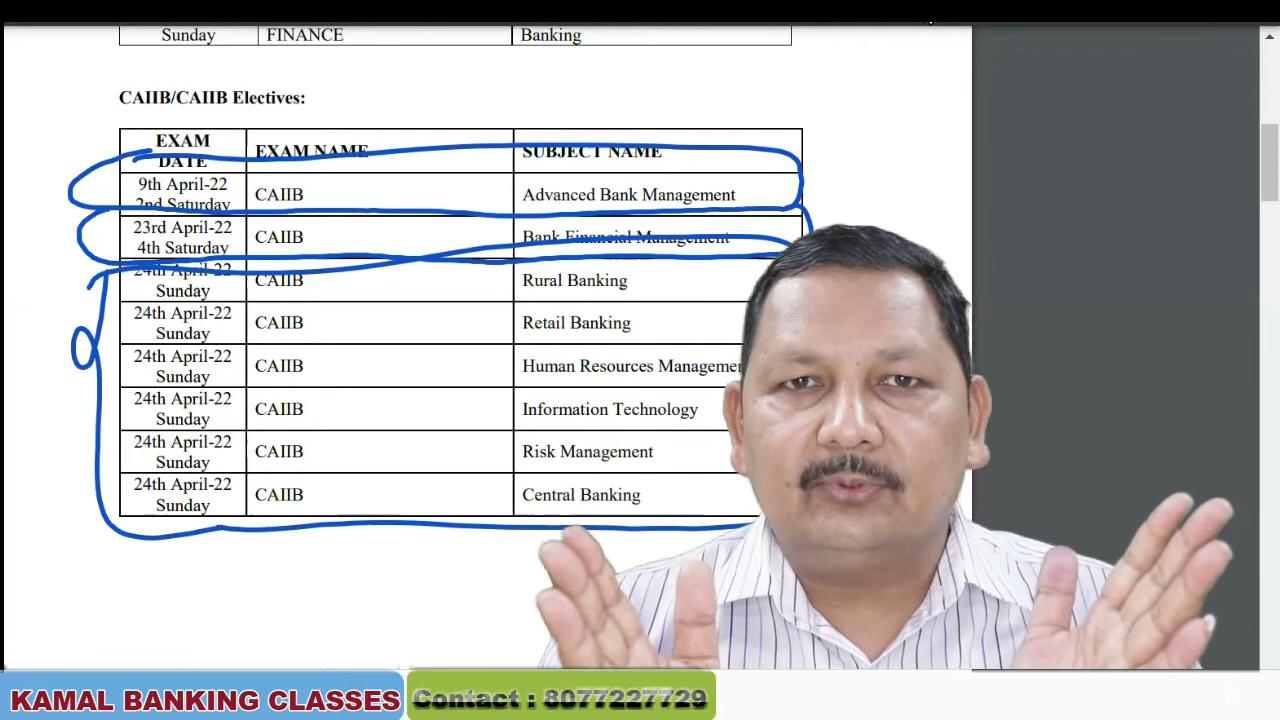 Sunday FINANCE Banking
CAIIB/CAIIB Electives:
EXAM DATE EXAM NAME SUBJECT NAME
9th April-22 2nd Saturday CAIIB Advanced Bank Management
23rd April-22 4th Saturday CAIIB Bank Financial Management
24th April-22 Sunday CAIIB Rural Banking
24th April-22 Sunday CAIIB Retail Banking
24th April-22 Sunday CAIIB Human Resources Managemen
24th April-22 Sunday CAIIB Information Technology
24th April-22 Sunday CAIIB Risk Management
24th April-22 Sunday CAIIB Central Banking
KAMAL BANKING CLASSES Contact : 8077227729